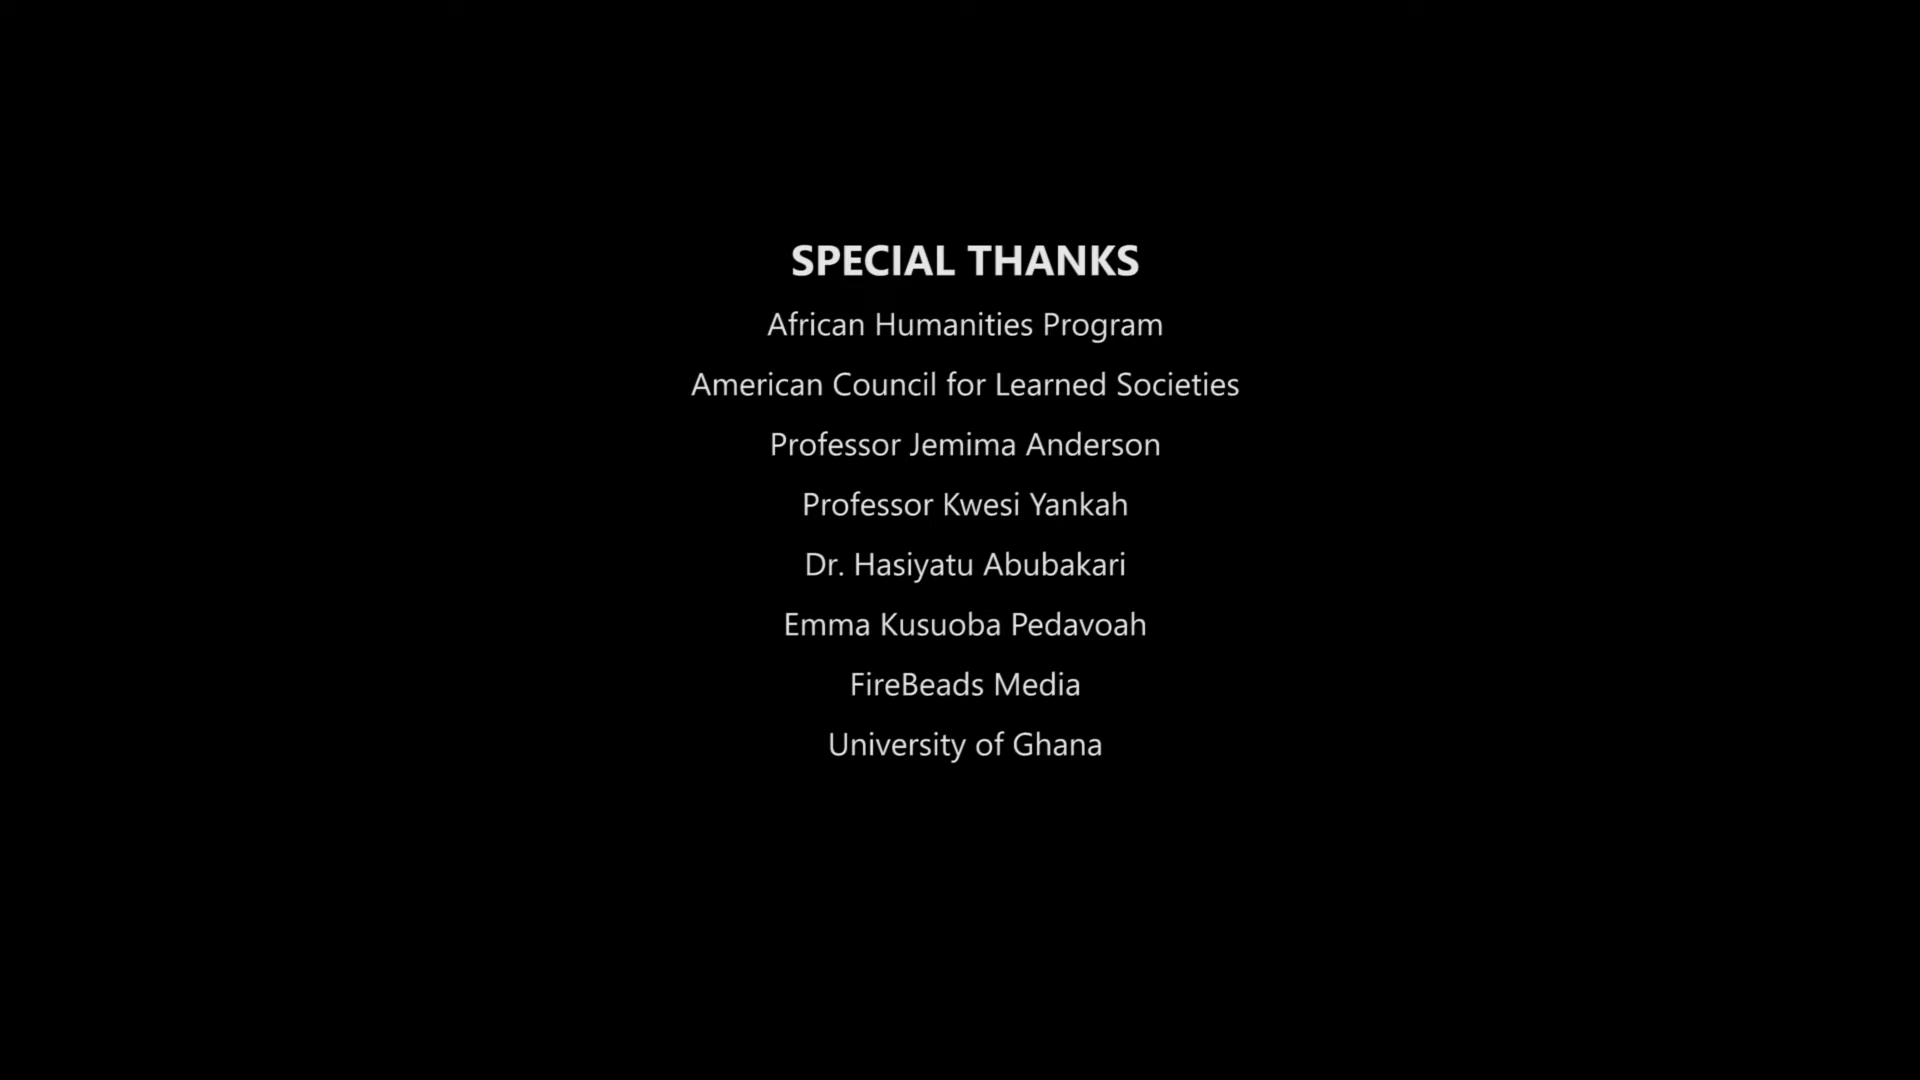 SPECIAL THANKS
African Humanities Program
American Council for Learned Societies
Professor Jemima Anderson
Professor Kwesi Yankah
Dr. Hasiyatu Abubakari
Emma Kusuoba Pedavoah
FireBeads Media
University of Ghana